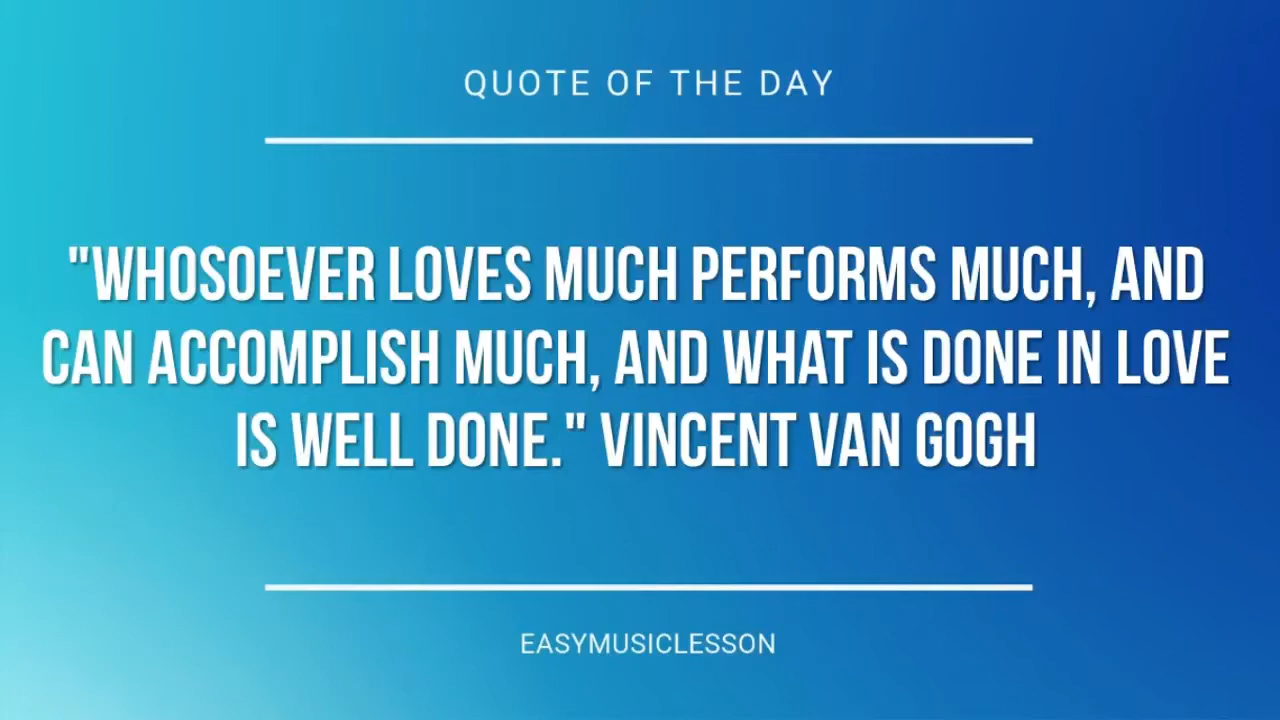 QUOTE OF THE DAY
"WHOSOEVER LOVES MUCH PERFORMS MUCH, AND
CAN ACCOMPLISH MUCH, AND WHAT IS DONE IN LOVE
IS WELL DONE." VINCENT VAN GOGH
EASYMUSICLESSON